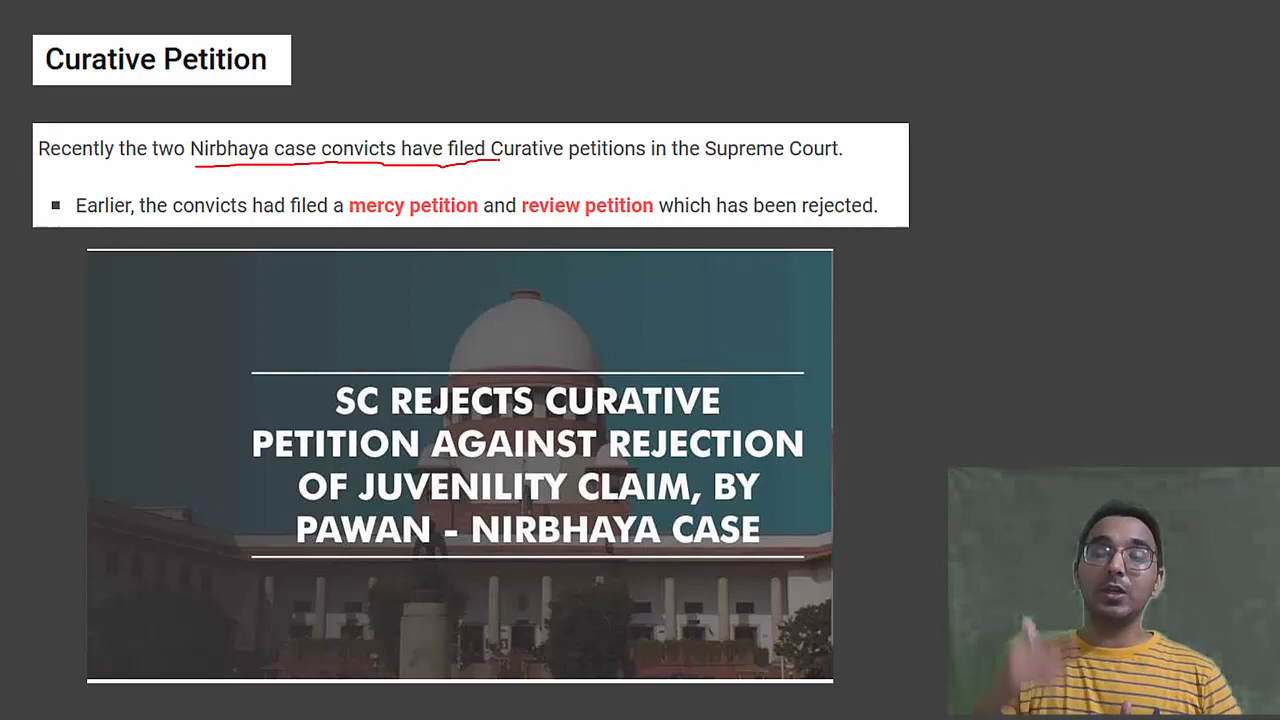 Curative Petition
Recently the two Nirbhaya case convicts have filed Curative petitions in the Supreme Court.
Earlier, the convicts had filed a mercy petition and review petition which has been rejected.
SC REJECTS CURATIVE
PETITION AGAINST REJECTION
OF JUVENILITY CLAIM, BY
PAWAN - NIRBHAYA CASE